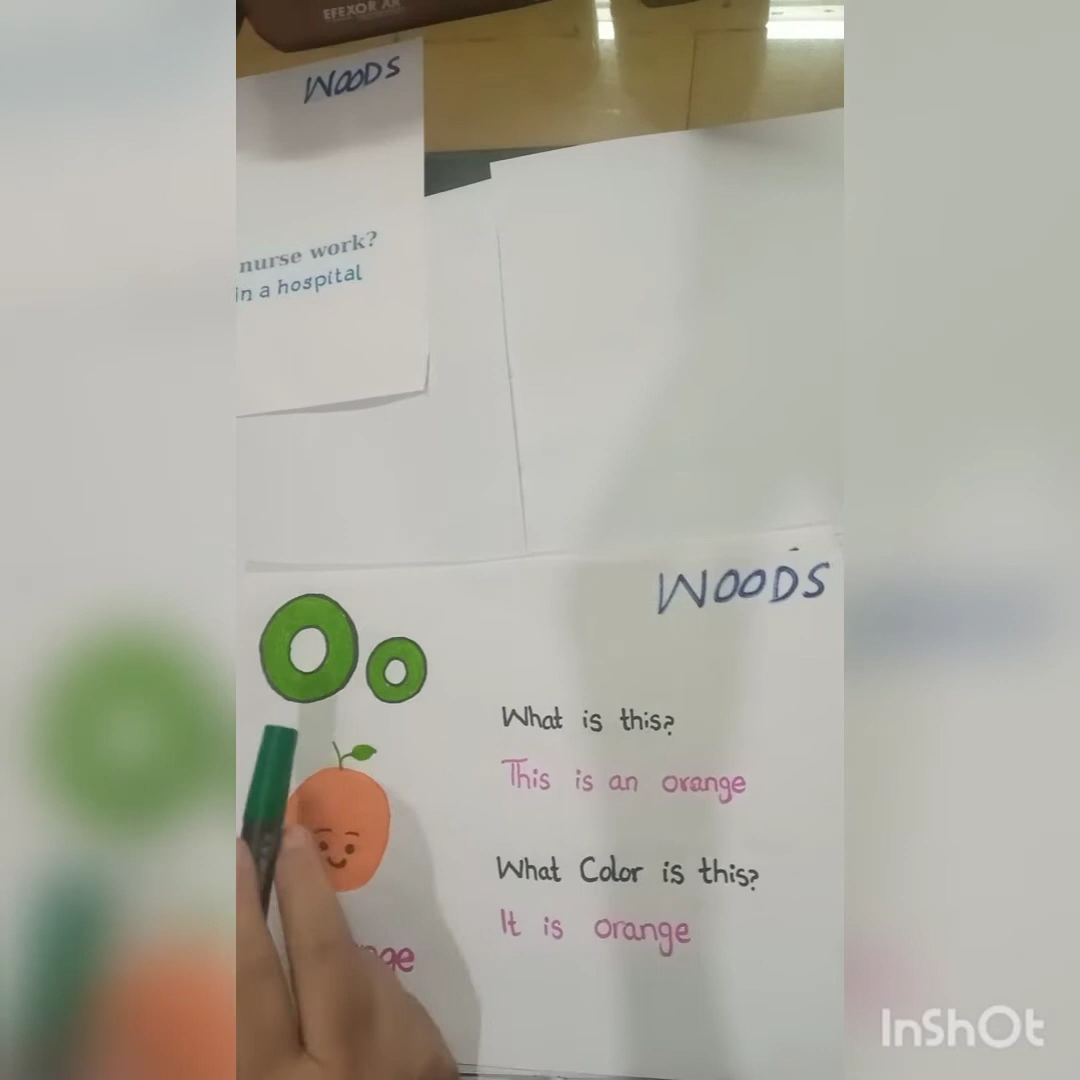 EFEXOR XR
WOODS
nurse work?
in a hospital
WOODS
Oo
What is this?
This is an orange
What Color is this?
It is orange
InShOt